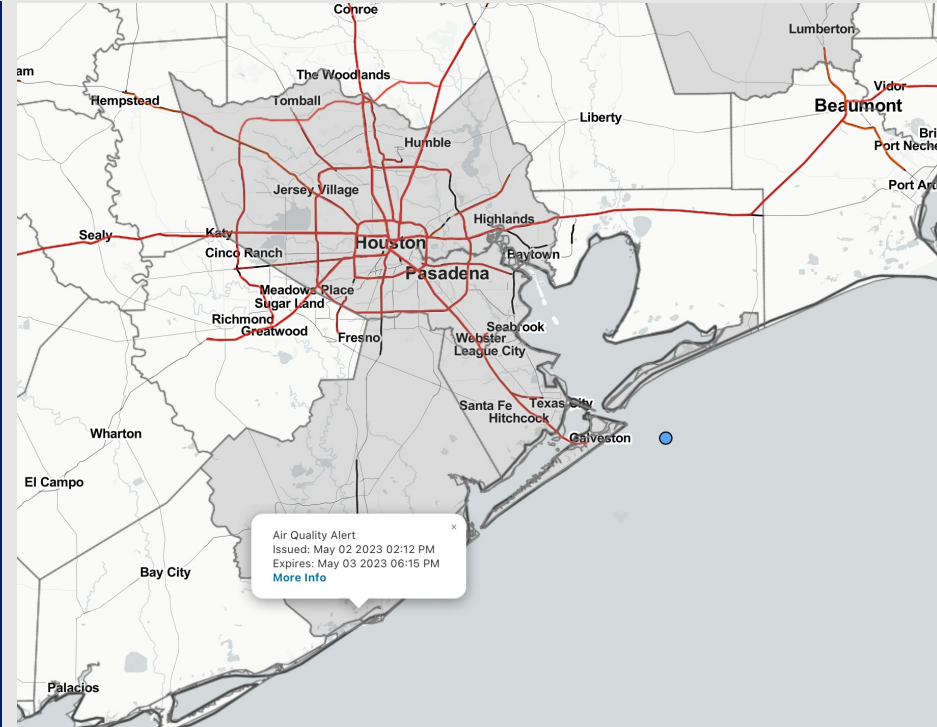 Conroe
Lumberton
am
The Woodlands
Vidor
Hempstead
Tomball
Beaumont
Liberty
Bri
Humble
Port Neche
Jersey Village
Port Art
Highlands
Sealy
Katy
Houston
Cinco Ranch
Baytown
Pasadena
Meadows Place
Sugar Land
Richmond
Greatwood
Seabrook
Fresno
Webster
League City
Santa Fe
Texas City
Hitchcock
Wharton
Galveston
El Campo
×
Air Quality Alert
Issued: May 02 2023 02:12 PM
Expires: May 03 2023 06:15 PM
More Info
Bay City
Palacios